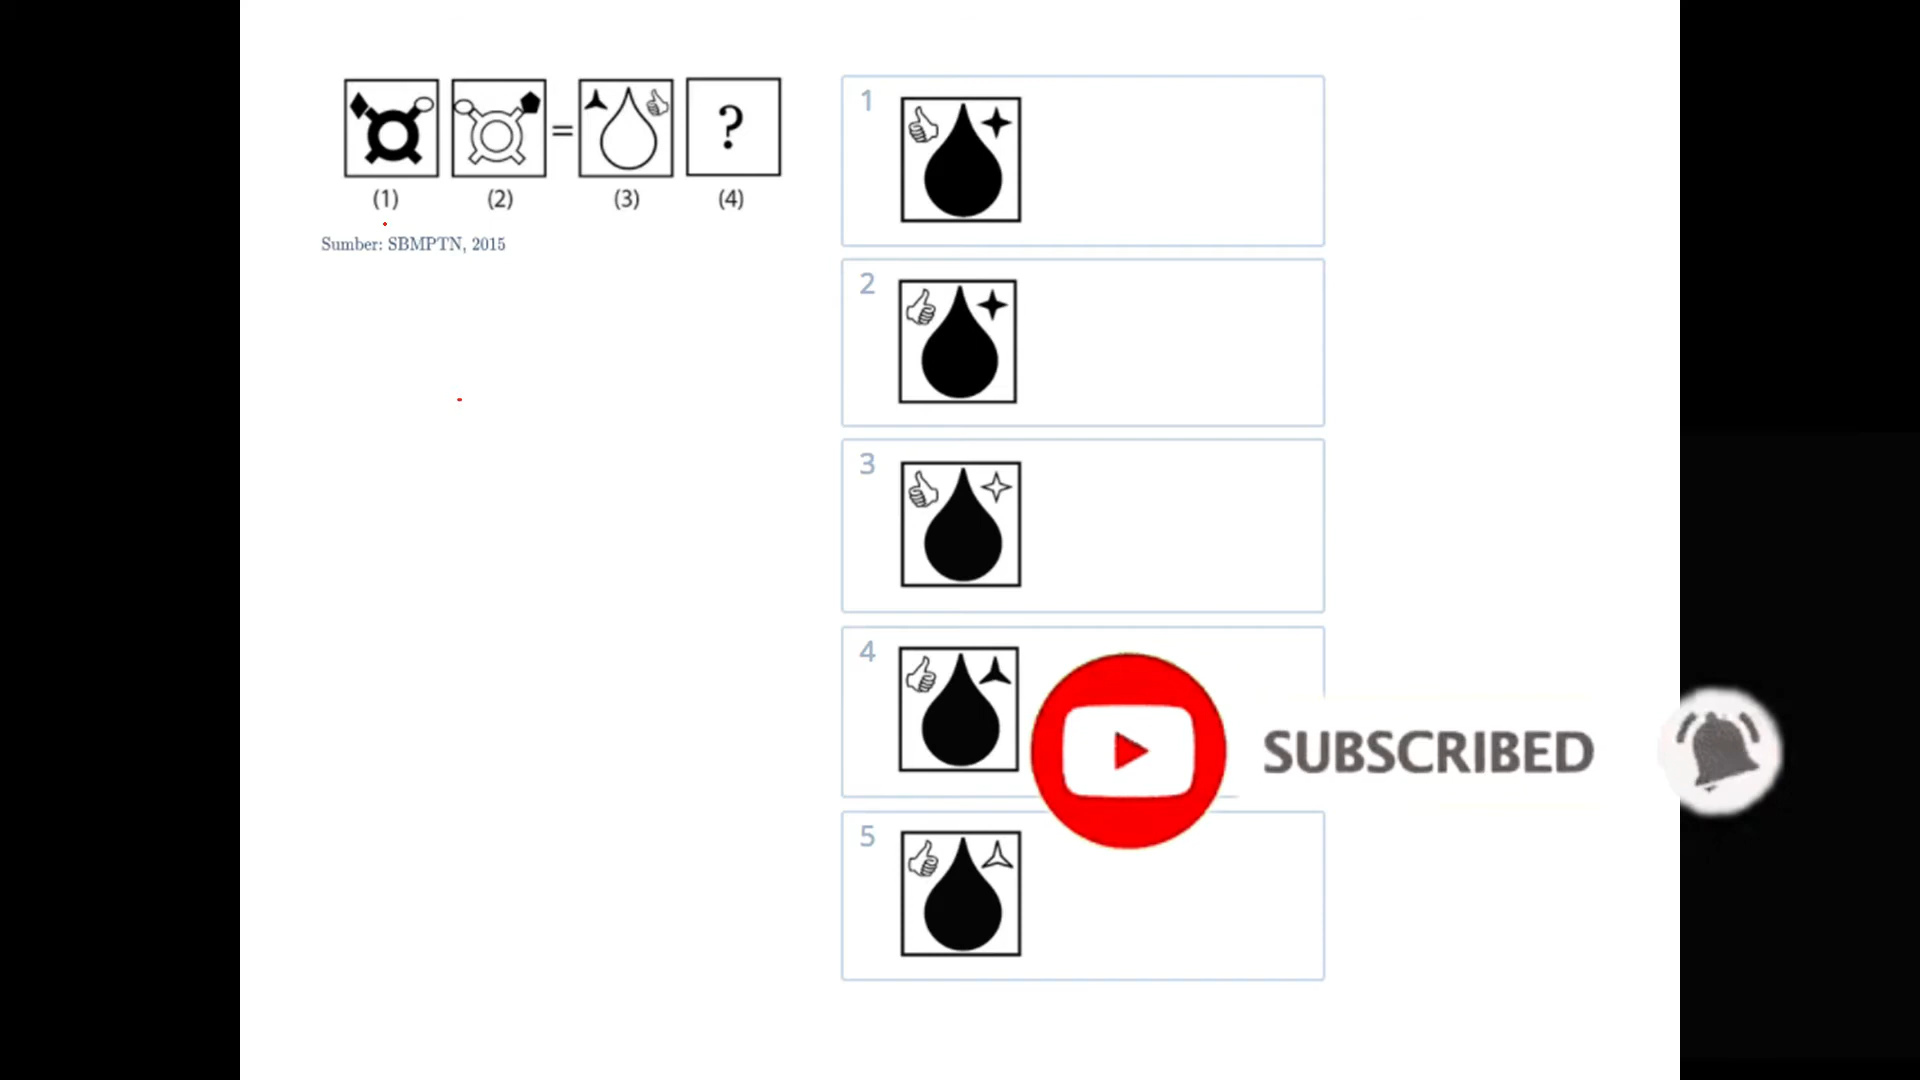 = ?
(1) (2) (3) (4)
Sumber: SBMPTN, 2015
1
2
3
4
SUBSCRIBED
5